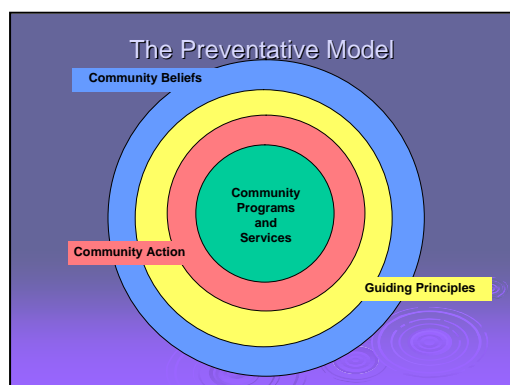 The Preventative Model
Community Beliefs
Community
Programs
and
Services
Community Action
Guiding Principles